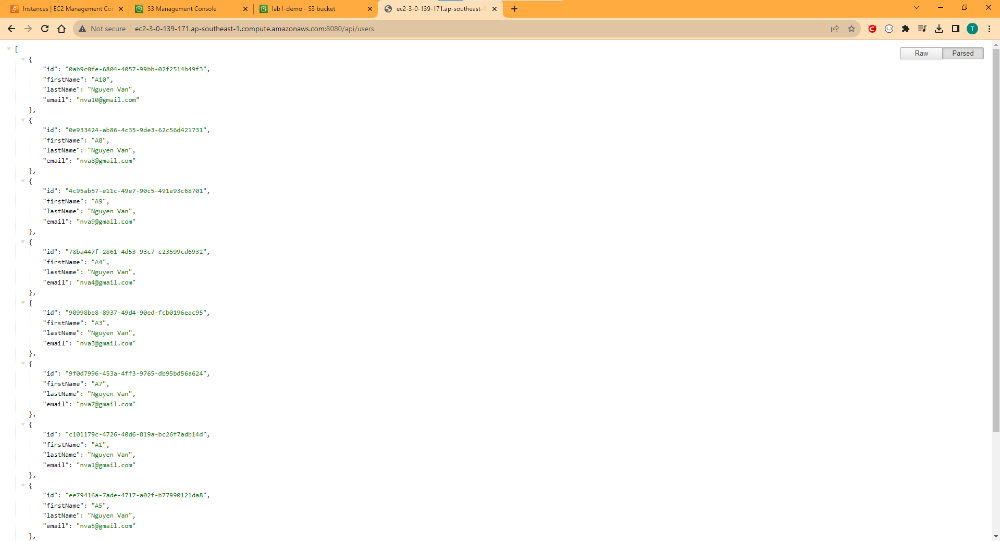 Instances | EC2 Management Con
S3 Management Console
lab1-demo - S3 bucket
ec2-3-0-139-171.ap-southeast-1.
Not secure
ec2-3-0-139-171.ap-southeast-1.compute.amazonaws.com:8080/api/users
T
Raw
Parsed
[
{
"id": "0ab9c0fe-6804-4057-99bb-02f2514b49f3",
"firstName": "A10",
"lastName": "Nguyen Van",
"email": "nva10@gmail.com"
},
{
"id": "0e933424-ab86-4c35-9de3-62c56d421731",
"firstName": "A8",
"lastName": "Nguyen Van",
"email": "nva8@gmail.com"
},
{
"id": "4c95ab57-e11c-49e7-90c5-491e93c68701",
"firstName": "A9",
"lastName": "Nguyen Van",
"email": "nva9@gmail.com"
},
{
"id": "78ba447f-2861-4d53-93c7-c23599cd6932",
"firstName": "A4",
"lastName": "Nguyen Van",
"email": "nva4@gmail.com"
},
{
"id": "90998be8-8937-49d4-90ed-fcb0196eac95",
"firstName": "A3",
"lastName": "Nguyen Van",
"email": "nva3@gmail.com"
},
{
"id": "9f0d7996-453a-4ff3-9765-db95bd56a624",
"firstName": "A7",
"lastName": "Nguyen Van",
"email": "nva7@gmail.com"
},
{
"id": "c101179c-4726-40d6-819a-bc26f7adb14d",
"firstName": "A1",
"lastName": "Nguyen Van",
"email": "nva1@gmail.com"
},
{
"id": "ee79416a-7ade-4717-a02f-b77990121da8",
"firstName": "A5",
"lastName": "Nguyen Van",
"email": "nva5@gmail.com"
},